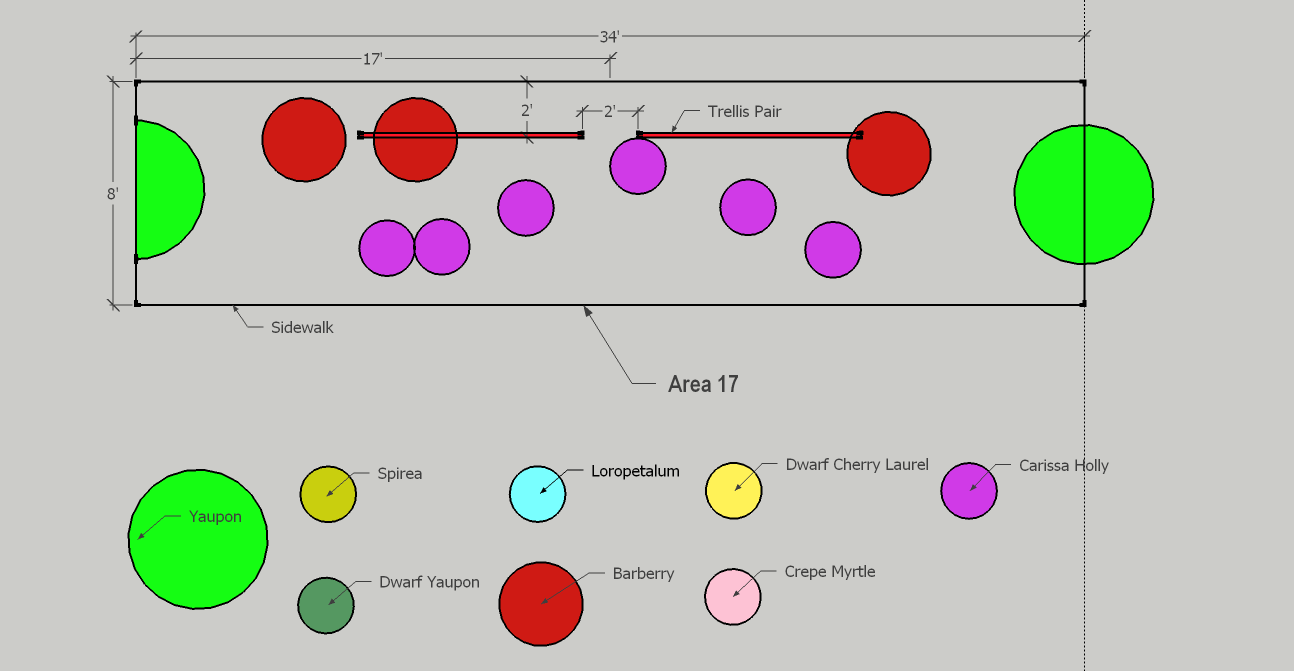 34'
17'
2'
2'
Trellis Pair
8'
Sidewalk
Area 17
Spirea
Loropetalum
Dwarf Cherry Laurel
Carissa Holly
Yaupon
Dwarf Yaupon
Barberry
Crepe Myrtle